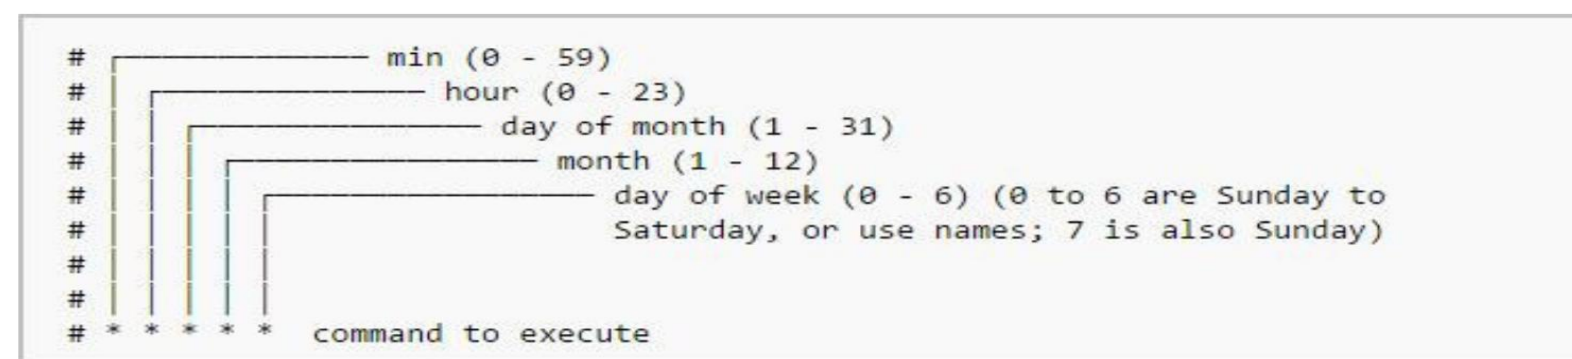 # ┌────────────── min (0 - 59)
# │ ┌────────────── hour (0 - 23)
# │ │ ┌─────────────── day of month (1 - 31)
# │ │ │ ┌──────────────── month (1 - 12)
# │ │ │ │ ┌───────────────── day of week (0 - 6) (0 to 6 are Sunday to
# │ │ │ │ │                  Saturday, or use names; 7 is also Sunday)
# │ │ │ │ │
# │ │ │ │ │
# * * * * *  command to execute